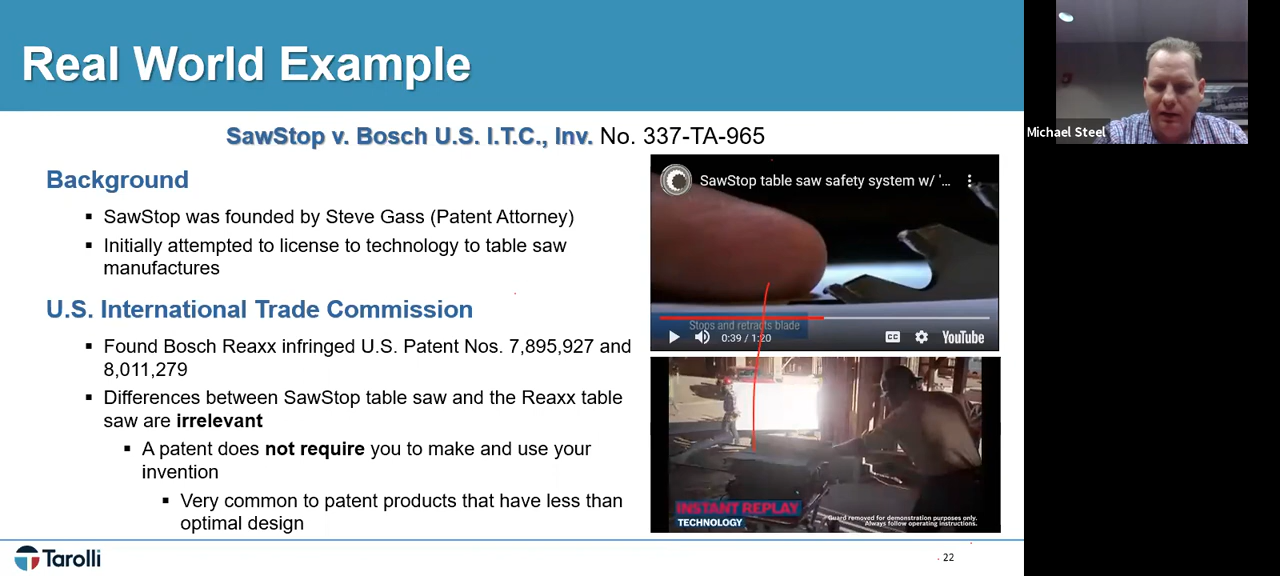 Real World Example
SawStop v. Bosch U.S. I.T.C., Inv. No. 337-TA-965
Background
▪ SawStop was founded by Steve Gass (Patent Attorney)
▪ Initially attempted to license to technology to table saw
manufactures
U.S. International Trade Commission
▪ Found Bosch Reaxx infringed U.S. Patent Nos. 7,895,927 and
8,011,279
▪ Differences between SawStop table saw and the Reaxx table
saw are irrelevant
▪ A patent does not require you to make and use your
invention
▪ Very common to patent products that have less than
optimal design
SawStop table saw safety system w/ '...
Stops and retracts blade
0:39 / 1:20
CC
YouTube
INSTANT REPLAY
TECHNOLOGY
Guard removed for demonstration purposes only.
Always follow operating instructions.
Tarolli
22
Michael Steel